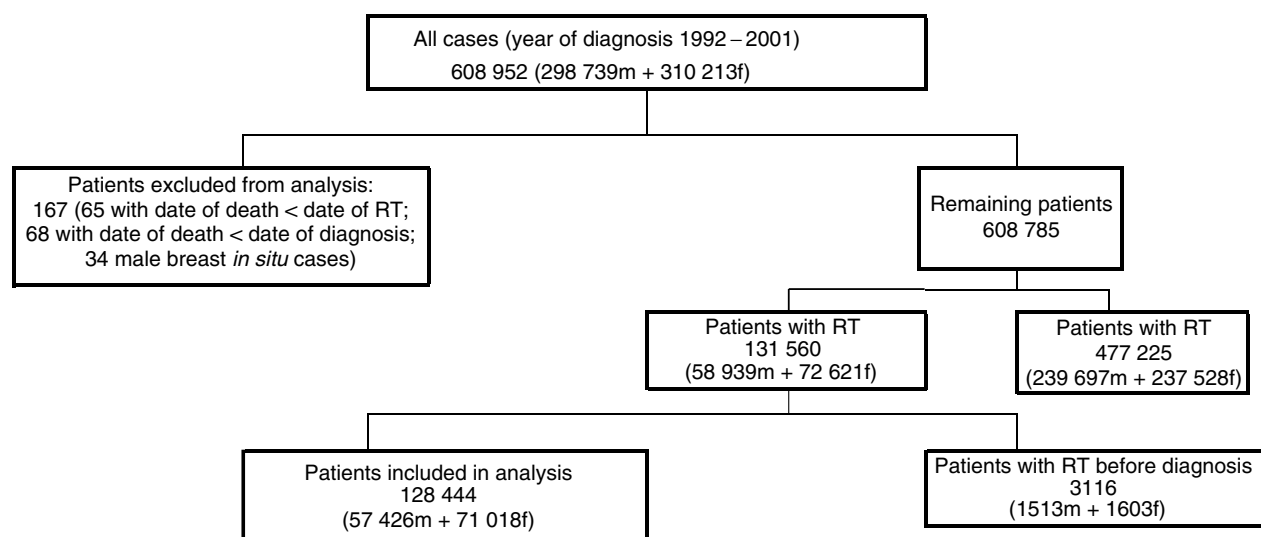 All cases (year of diagnosis 1992 – 2001)
608 952 (298 739m + 310 213f)
Patients excluded from analysis:
167 (65 with date of death < date of RT;
68 with date of death < date of diagnosis;
34 male breast in situ cases)
Remaining patients
608 785
Patients with RT
131 560
(58 939m + 72 621f)
Patients with RT
477 225
(239 697m + 237 528f)
Patients included in analysis
128 444
(57 426m + 71 018f)
Patients with RT before diagnosis
3116
(1513m + 1603f)